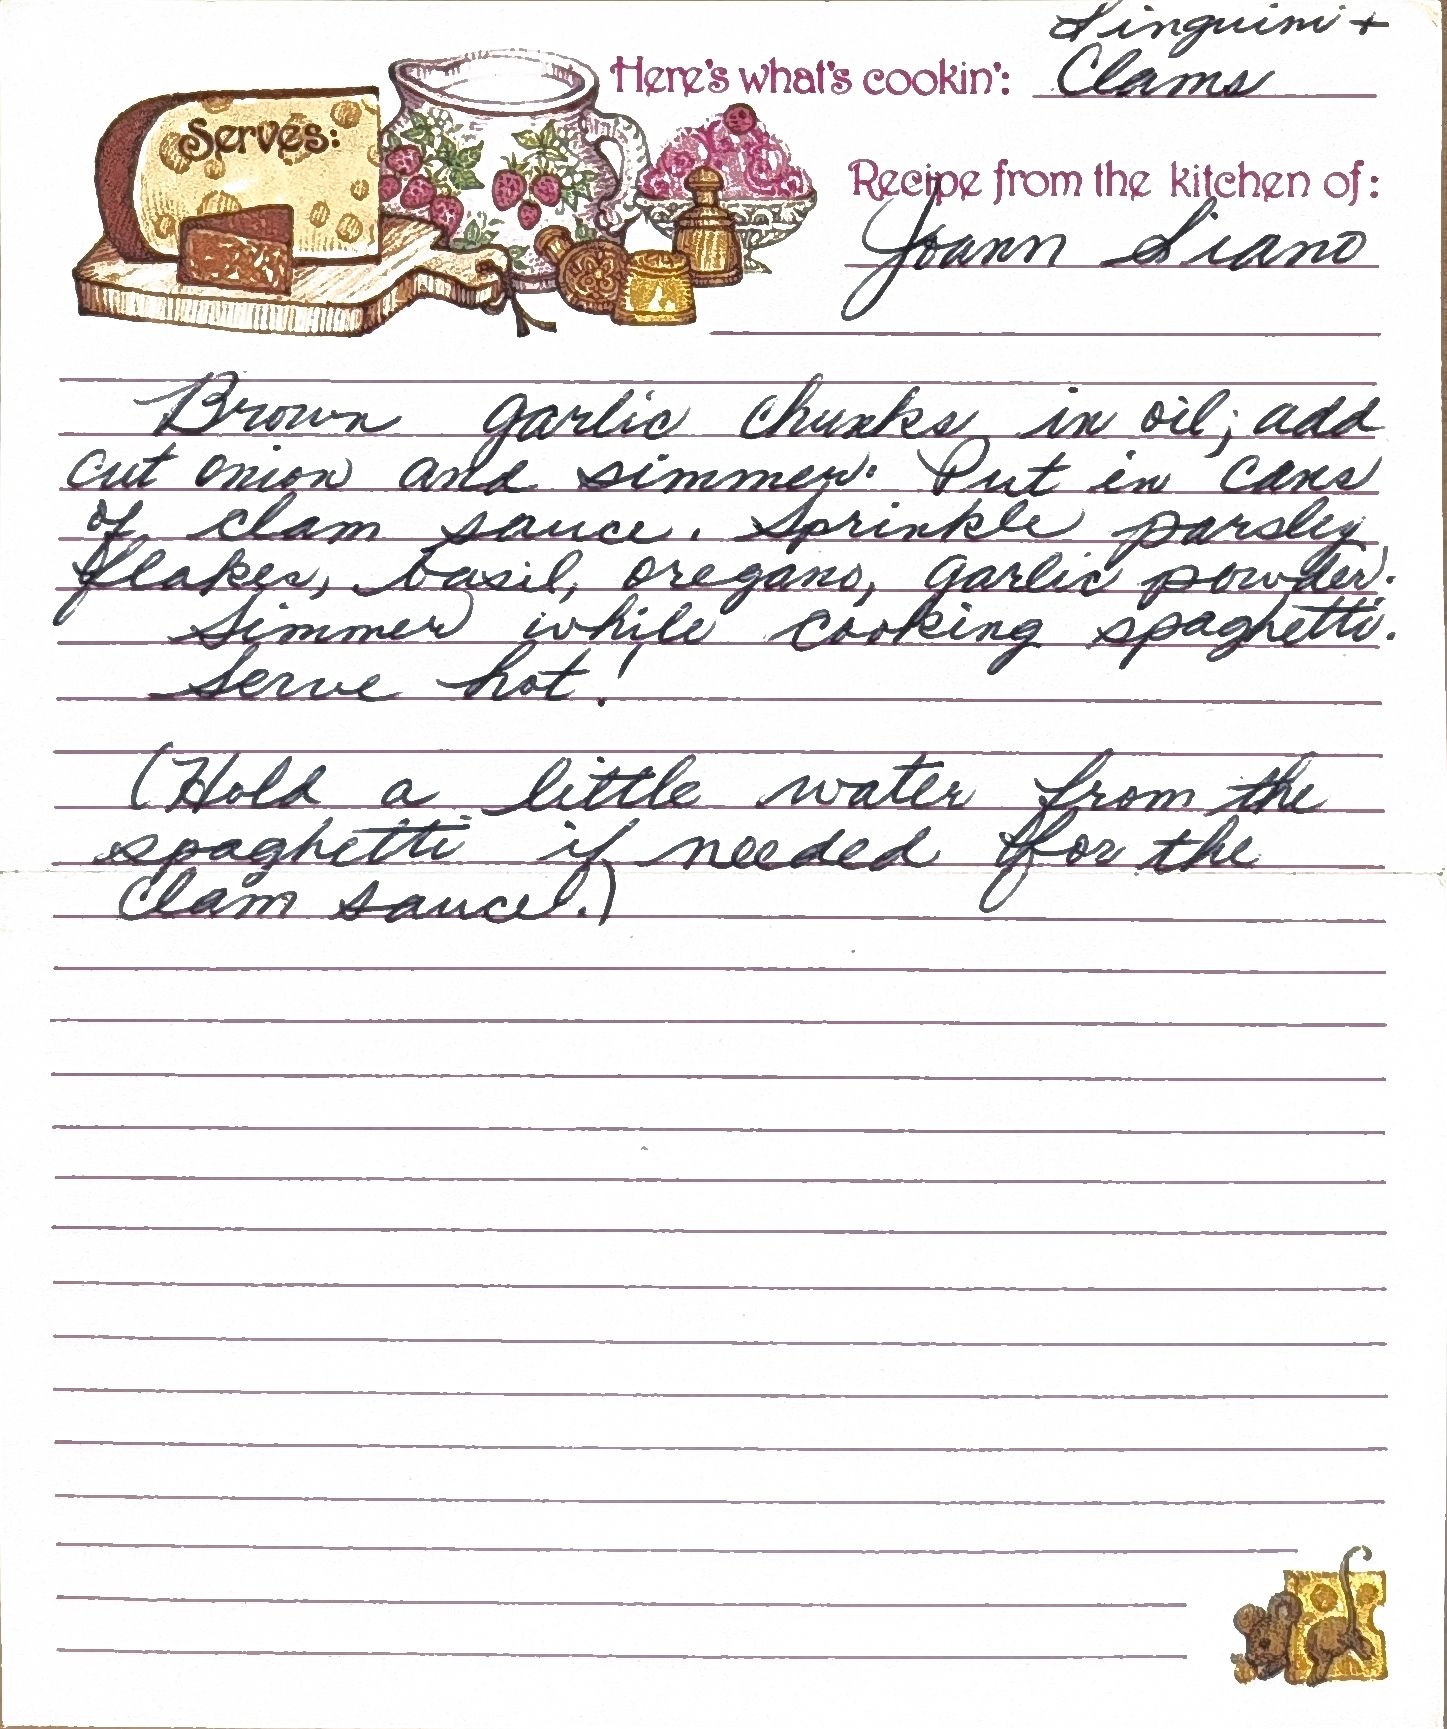 Linguini +
Here's what's cookin': Clams
Serves:
Recipe from the kitchen of:
Joann Liano
Brown garlic chunks in oil; add
cut onion and simmer. Put in cans
of clam sauce. Sprinkle parsley
flakes, basil, oregano, garlic powder.
Simmer while cooking spaghetti.
Serve hot!
(Hold a little water from the
spaghetti if needed for the
clam sauce.)